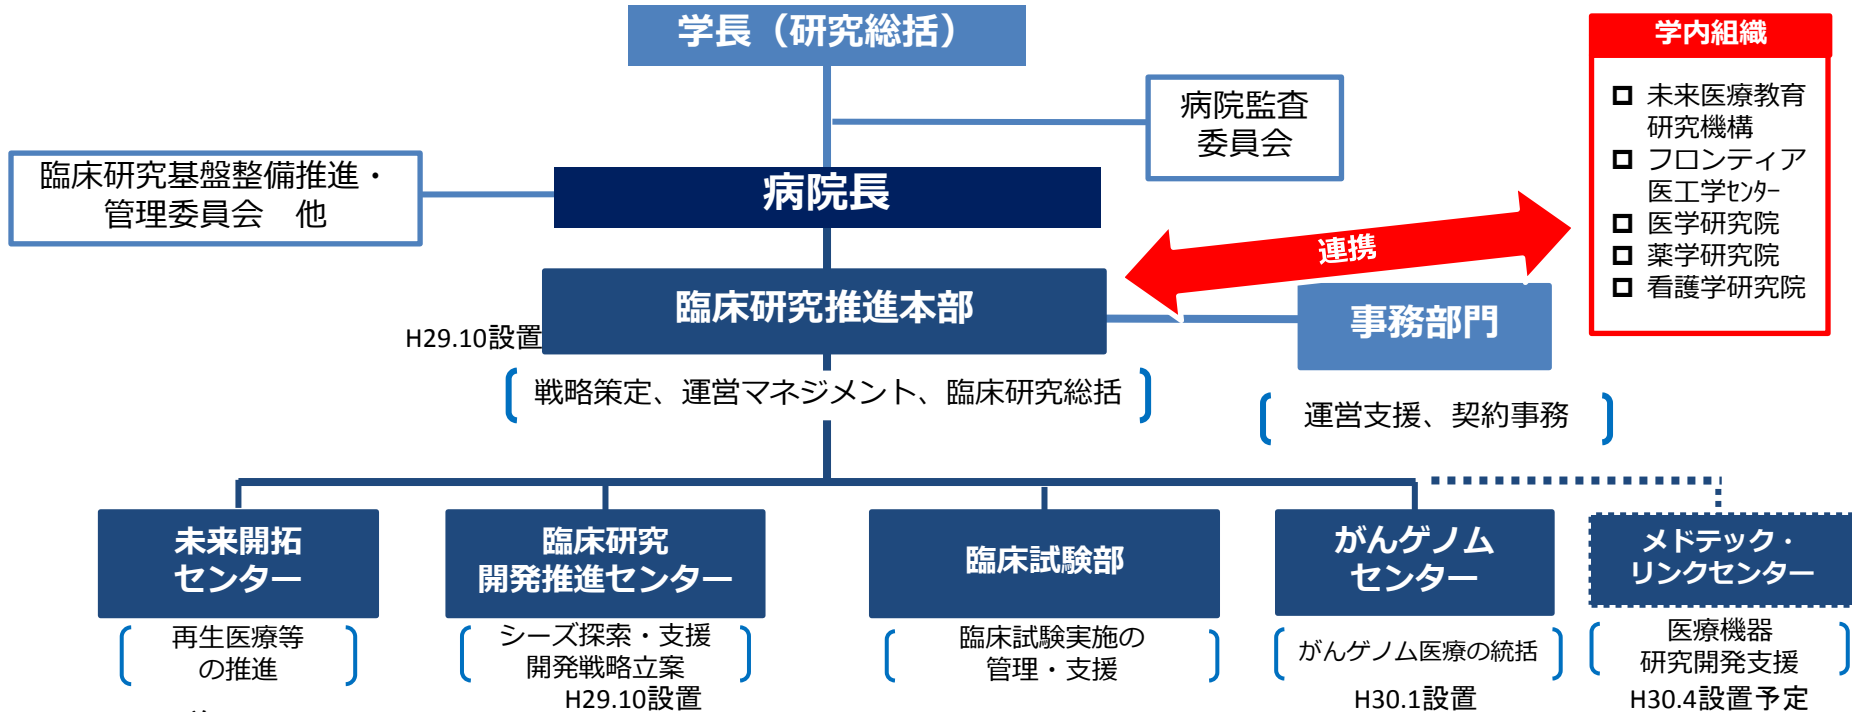 学長（研究総括）
学内組織
病院監査
委員会
未来医療教育
研究機構
フロンティア
医工学センター
医学研究院
薬学研究院
看護学研究院
臨床研究基盤整備推進・
管理委員会　他
病院長
連携
臨床研究推進本部
H29.10設置
事務部門
戦略策定、運営マネジメント、臨床研究総括
運営支援、契約事務
未来開拓
センター
再生医療等
の推進
臨床研究
開発推進センター
シーズ探索・支援
開発戦略立案
H29.10設置
臨床試験部
臨床試験実施の
管理・支援
がんゲノム
センター
がんゲノム医療の統括
H30.1設置
メドテック・
リンクセンター
医療機器
研究開発支援
H30.4設置予定